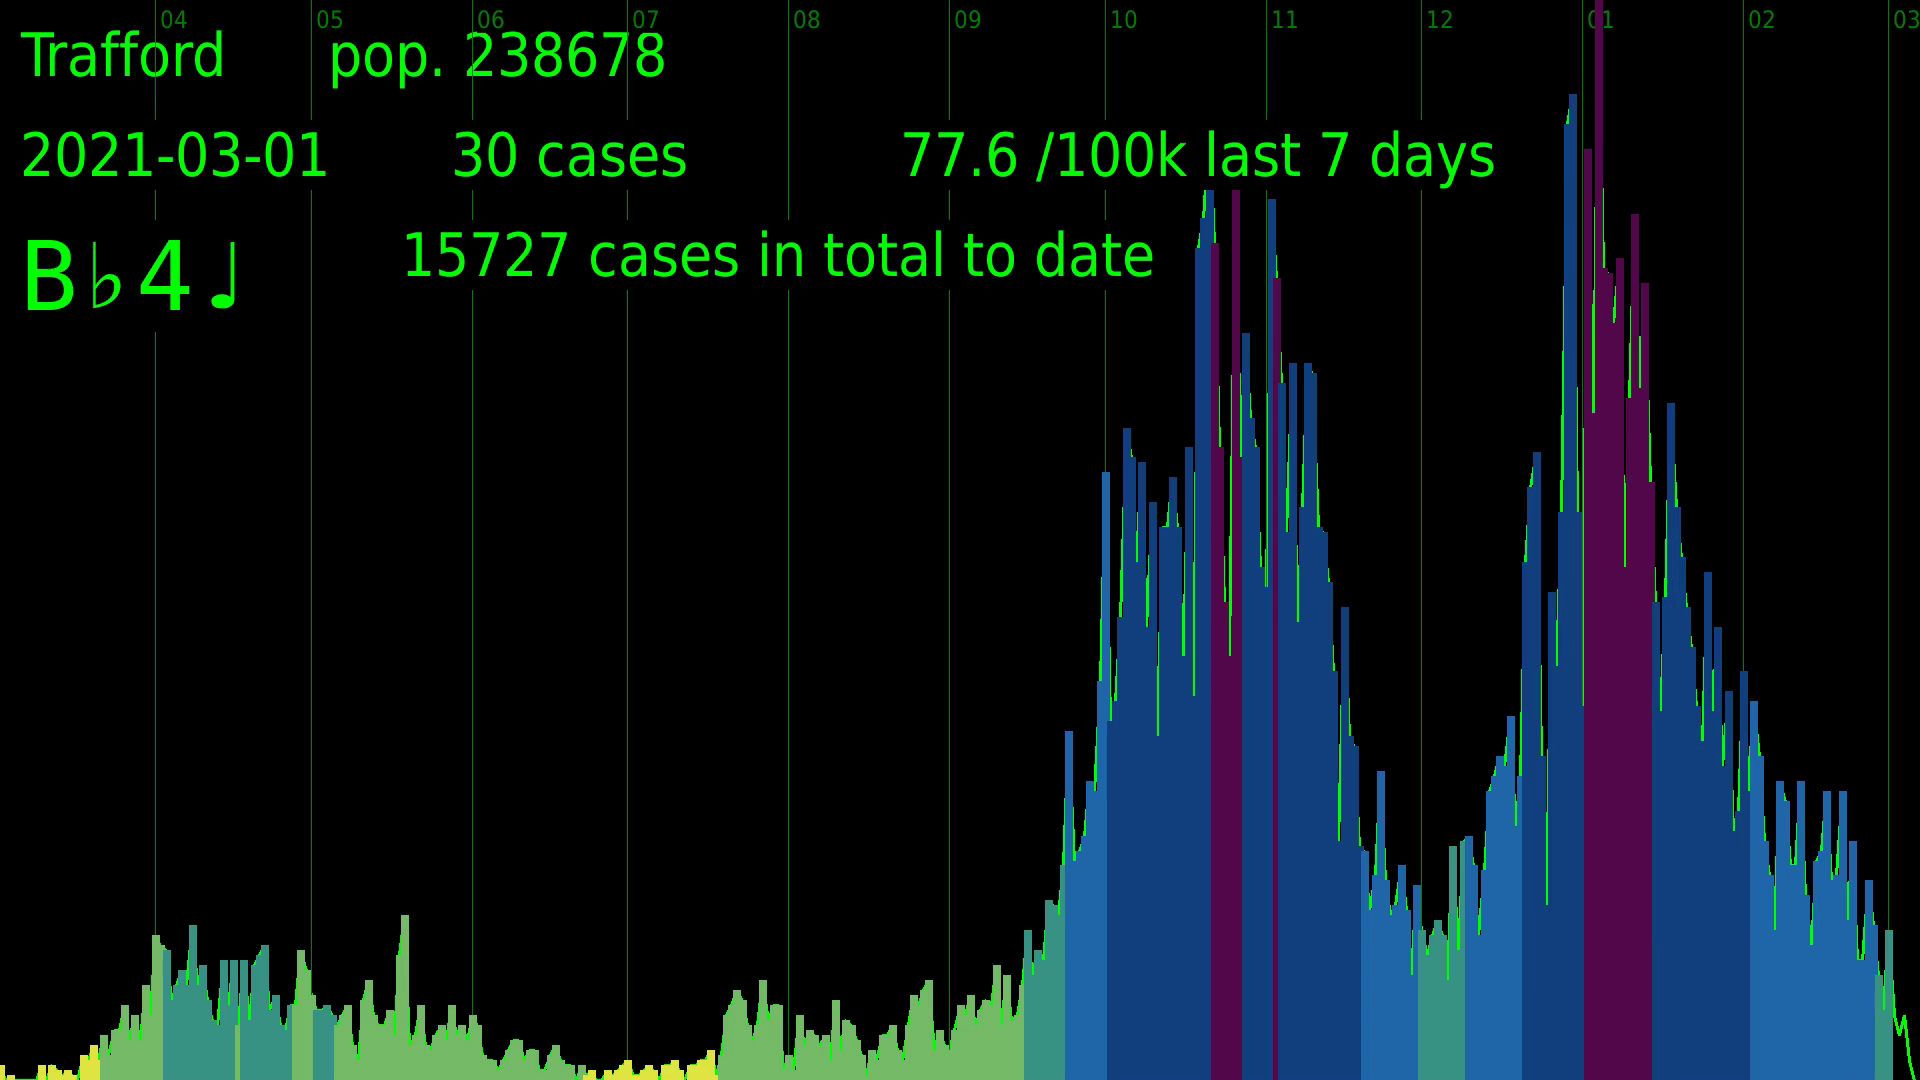 04 05 06 07 08 09 10 11 12 01 02 03
Trafford pop. 238678
2021-03-01 30 cases 77.6 /100k last 7 days
B♭4 ♩ 15727 cases in total to date